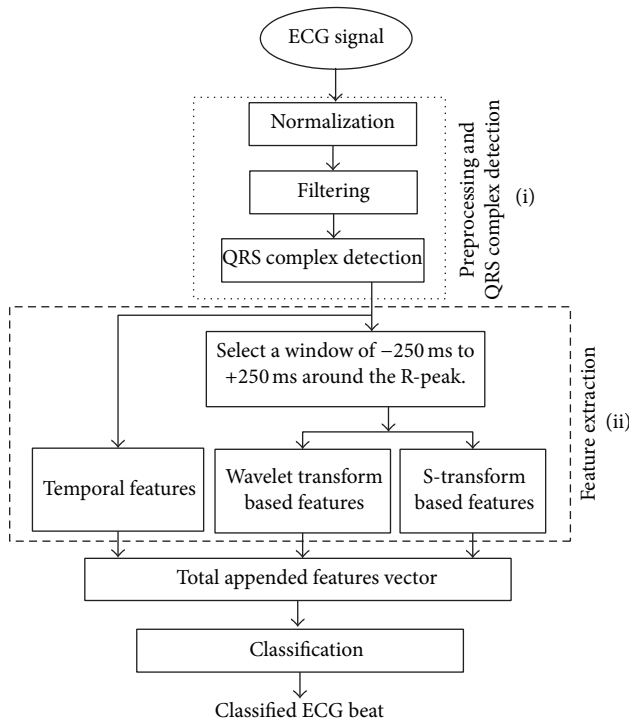 ECG signal
Normalization
Filtering
QRS complex detection
Preprocessing and
QRS complex detection
(i)
Select a window of −250 ms to
+250 ms around the R-peak.
Temporal features
Wavelet transform
based features
S-transform
based features
Feature extraction
(ii)
Total appended features vector
Classification
Classified ECG beat